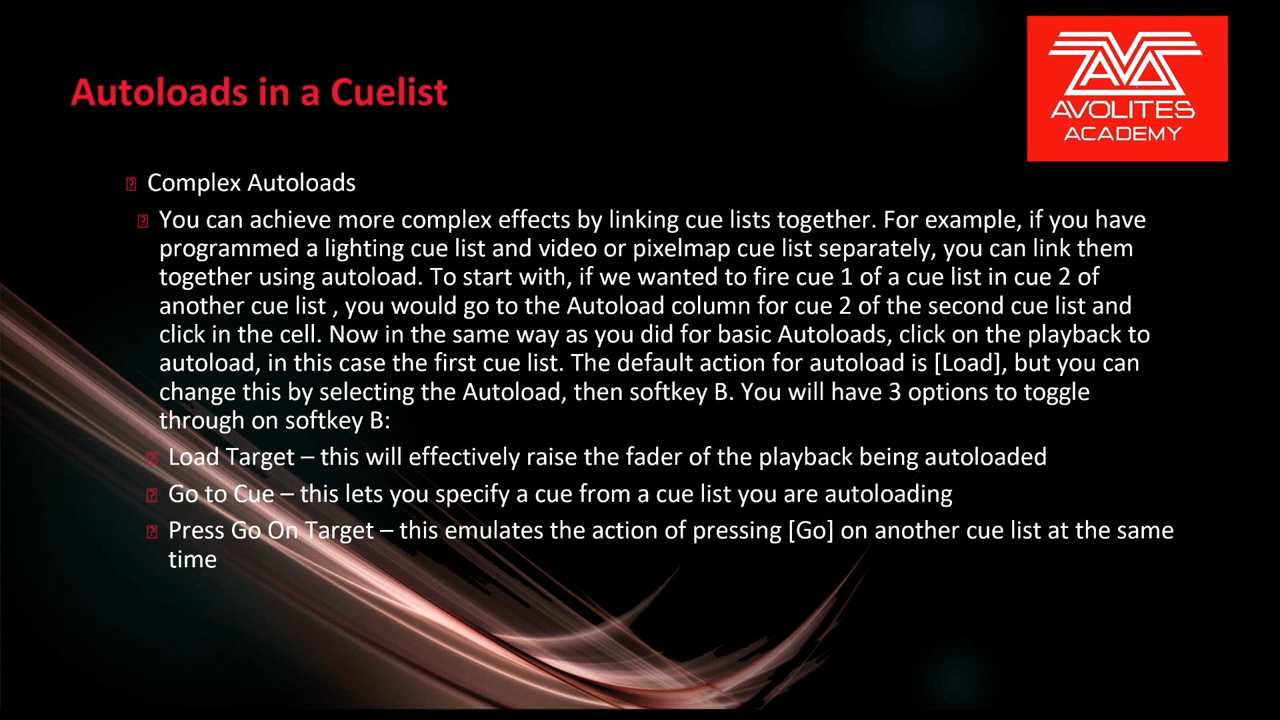 AVOLITES
ACADEMY
Autoloads in a Cuelist
Complex Autoloads
You can achieve more complex effects by linking cue lists together. For example, if you have
programmed a lighting cue list and video or pixelmap cue list separately, you can link them
together using autoload. To start with, if we wanted to fire cue 1 of a cue list in cue 2 of
another cue list , you would go to the Autoload column for cue 2 of the second cue list and
click in the cell. Now in the same way as you did for basic Autoloads, click on the playback to
autoload, in this case the first cue list. The default action for autoload is [Load], but you can
change this by selecting the Autoload, then softkey B. You will have 3 options to toggle
through on softkey B:
Load Target – this will effectively raise the fader of the playback being autoloaded
Go to Cue – this lets you specify a cue from a cue list you are autoloading
Press Go On Target – this emulates the action of pressing [Go] on another cue list at the same
time